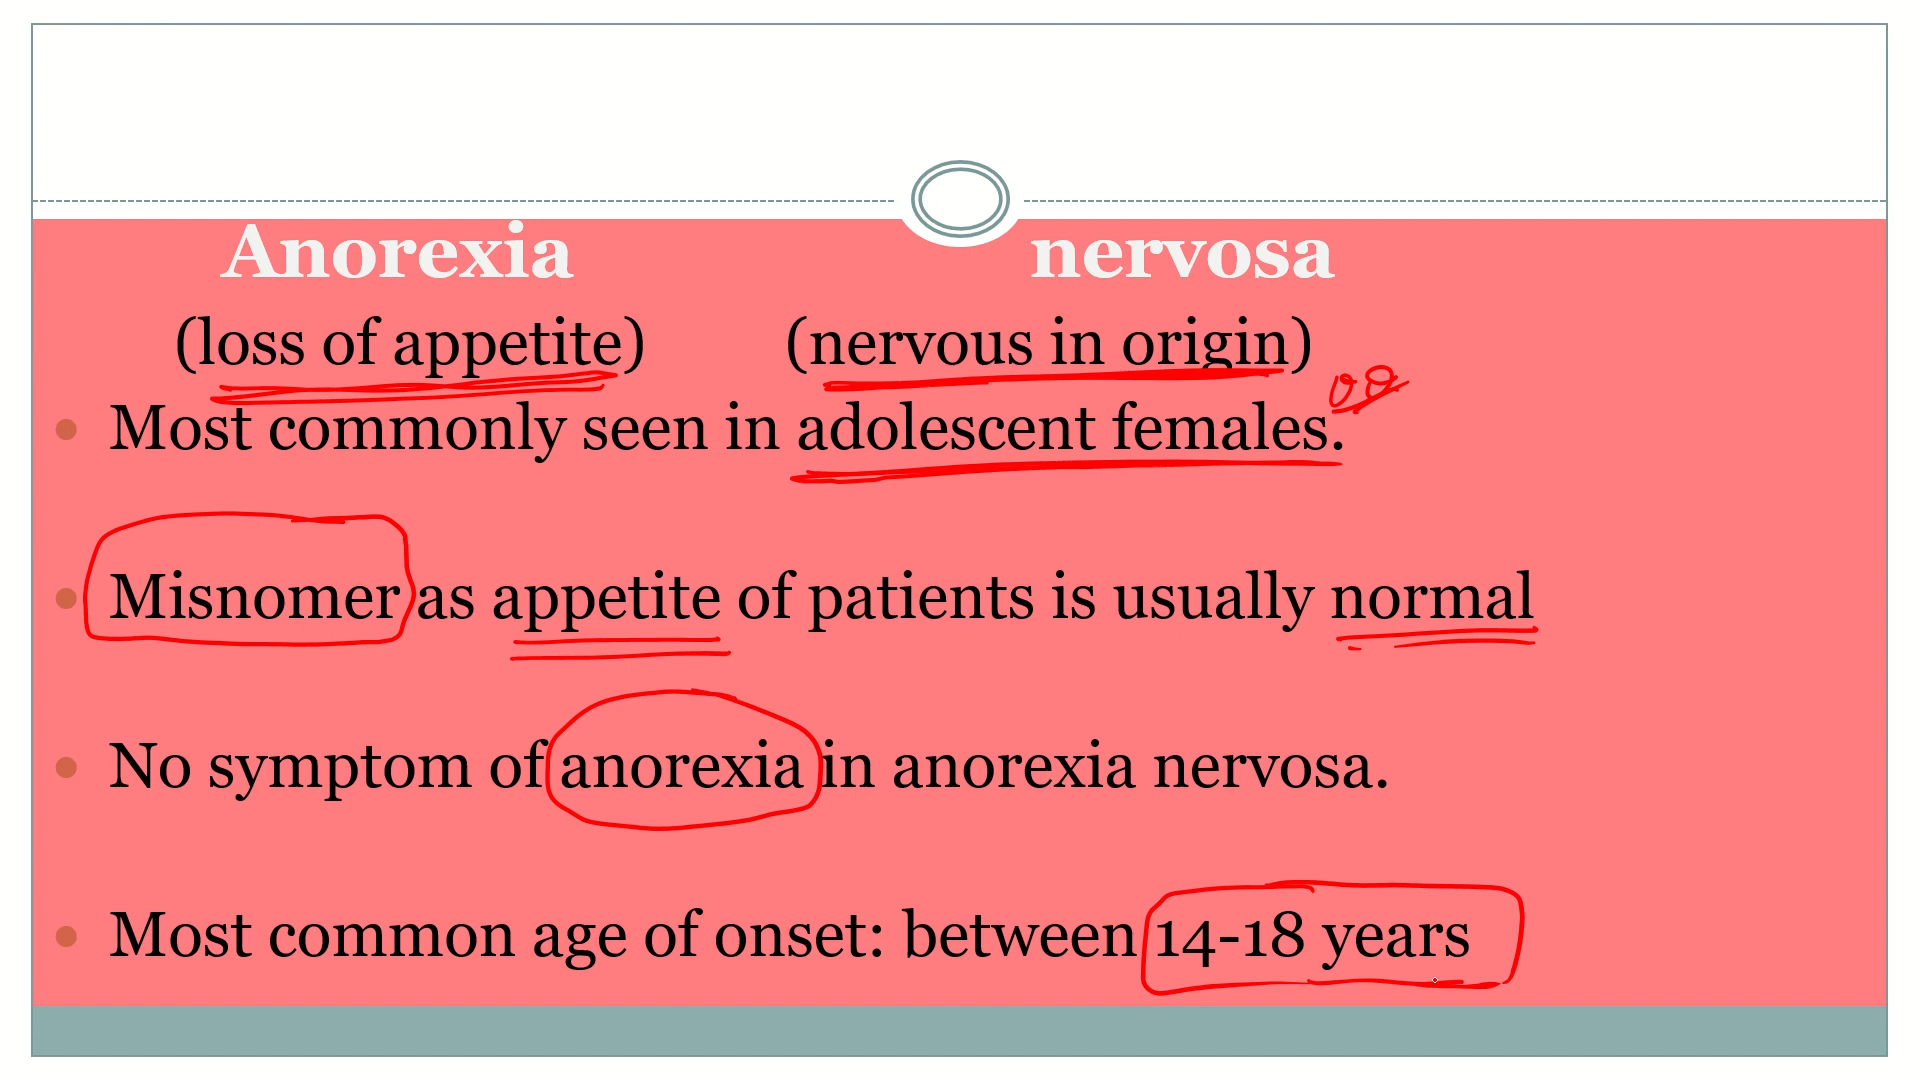 Anorexia nervosa
(loss of appetite) (nervous in origin)
• Most commonly seen in adolescent females.
• Misnomer as appetite of patients is usually normal
• No symptom of anorexia in anorexia nervosa.
• Most common age of onset: between 14-18 years